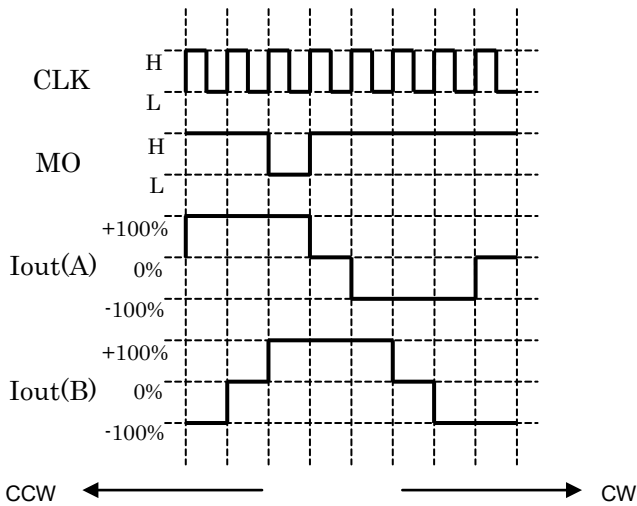 CLK
H
L
MO
H
L
Iout(A)
+100%
0%
-100%
Iout(B)
+100%
0%
-100%
CCW
CW